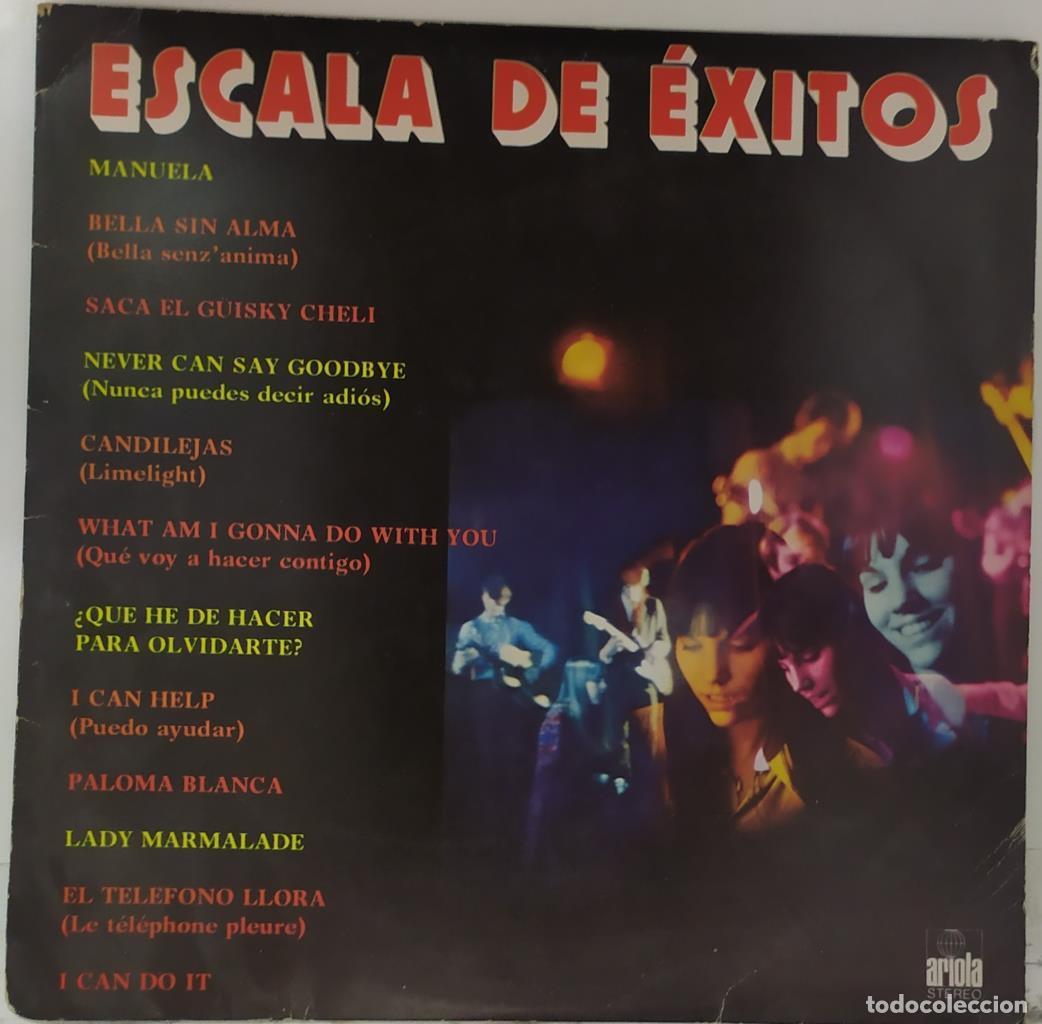 ESCALA DE ÉXITOS
MANUELA
BELLA SIN ALMA
(Bella senz'anima)
SACA EL GÜISKY CHELI
NEVER CAN SAY GOODBYE
(Nunca puedes decir adiós)
CANDILEJAS
(Limelight)
WHAT AM I GONNA DO WITH YOU
(Qué voy a hacer contigo)
¿QUE HE DE HACER
PARA OLVIDARTE?
I CAN HELP
(Puedo ayudar)
PALOMA BLANCA
LADY MARMALADE
EL TELEFONO LLORA
(Le téléphone pleure)
I CAN DO IT
ariola
STEREO
todocoleccion